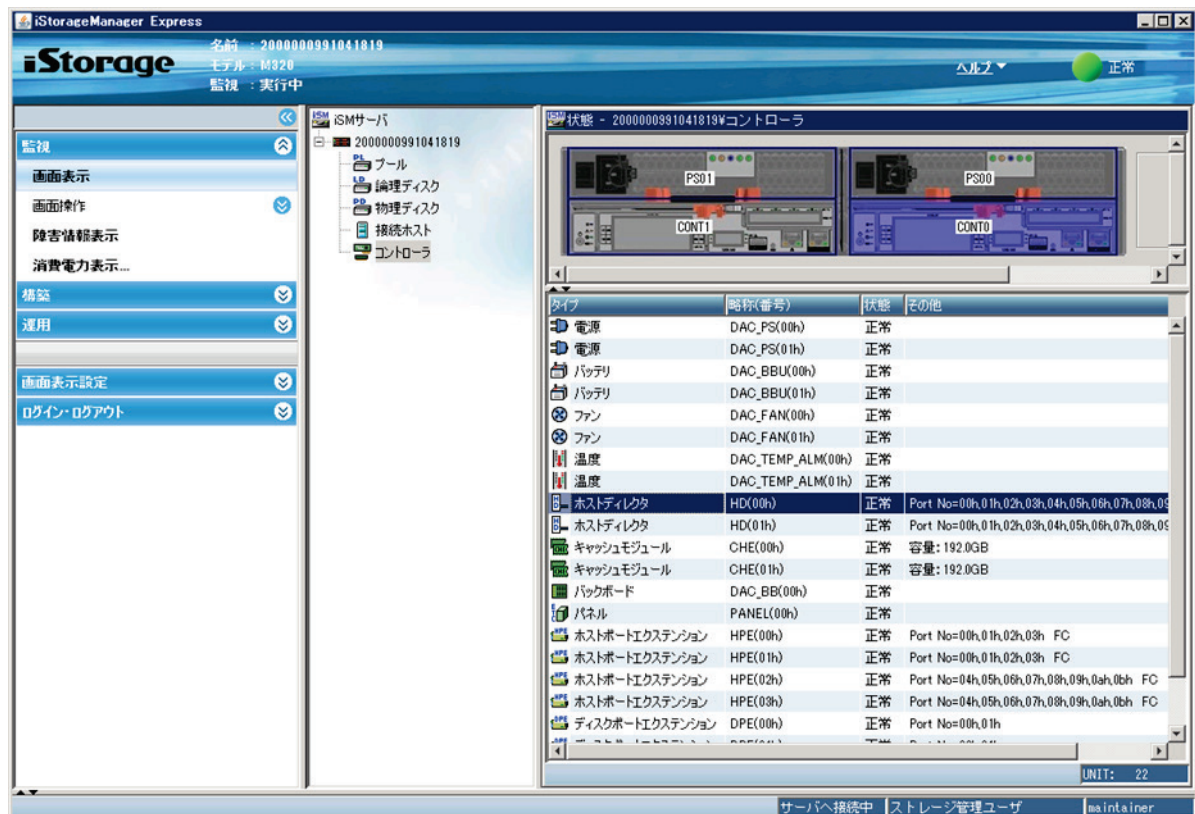 iStorageManager Express
iStorage
名前 : 2000000991041819
モデル : M320
監視 : 実行中
ヘルプ
正常
監視
画面表示
画面操作
障害情報表示
消費電力表示...
構築
運用
画面表示設定
ログイン・ログアウト
iSMサーバ
2000000991041819
プール
論理ディスク
物理ディスク
接続ホスト
コントローラ
状態 - 2000000991041819¥コントローラ
PS01
PS00
CONT1
CONT0
タイプ 略称(番号) 状態 その他
電源 DAC_PS(00h) 正常
電源 DAC_PS(01h) 正常
バッテリ DAC_BBU(00h) 正常
バッテリ DAC_BBU(01h) 正常
ファン DAC_FAN(00h) 正常
ファン DAC_FAN(01h) 正常
温度 DAC_TEMP_ALM(00h) 正常
温度 DAC_TEMP_ALM(01h) 正常
ホストディレクタ HD(00h) 正常 Port No=00h,01h,02h,03h,04h,05h,06h,07h,08h,09
ホストディレクタ HD(01h) 正常 Port No=00h,01h,02h,03h,04h,05h,06h,07h,08h,09
キャッシュモジュール CHE(00h) 正常 容量: 192.0GB
キャッシュモジュール CHE(01h) 正常 容量: 192.0GB
バックボード DAC_BB(00h) 正常
パネル PANEL(00h) 正常
ホストポートエクステンション HPE(00h) 正常 Port No=00h,01h,02h,03h FC
ホストポートエクステンション HPE(01h) 正常 Port No=00h,01h,02h,03h FC
ホストポートエクステンション HPE(02h) 正常 Port No=04h,05h,06h,07h,08h,09h,0ah,0bh FC
ホストポートエクステンション HPE(03h) 正常 Port No=04h,05h,06h,07h,08h,09h,0ah,0bh FC
ディスクポートエクステンション DPE(00h) 正常 Port No=00h,01h
UNIT: 22
サーバへ接続中 ストレージ管理ユーザ maintainer